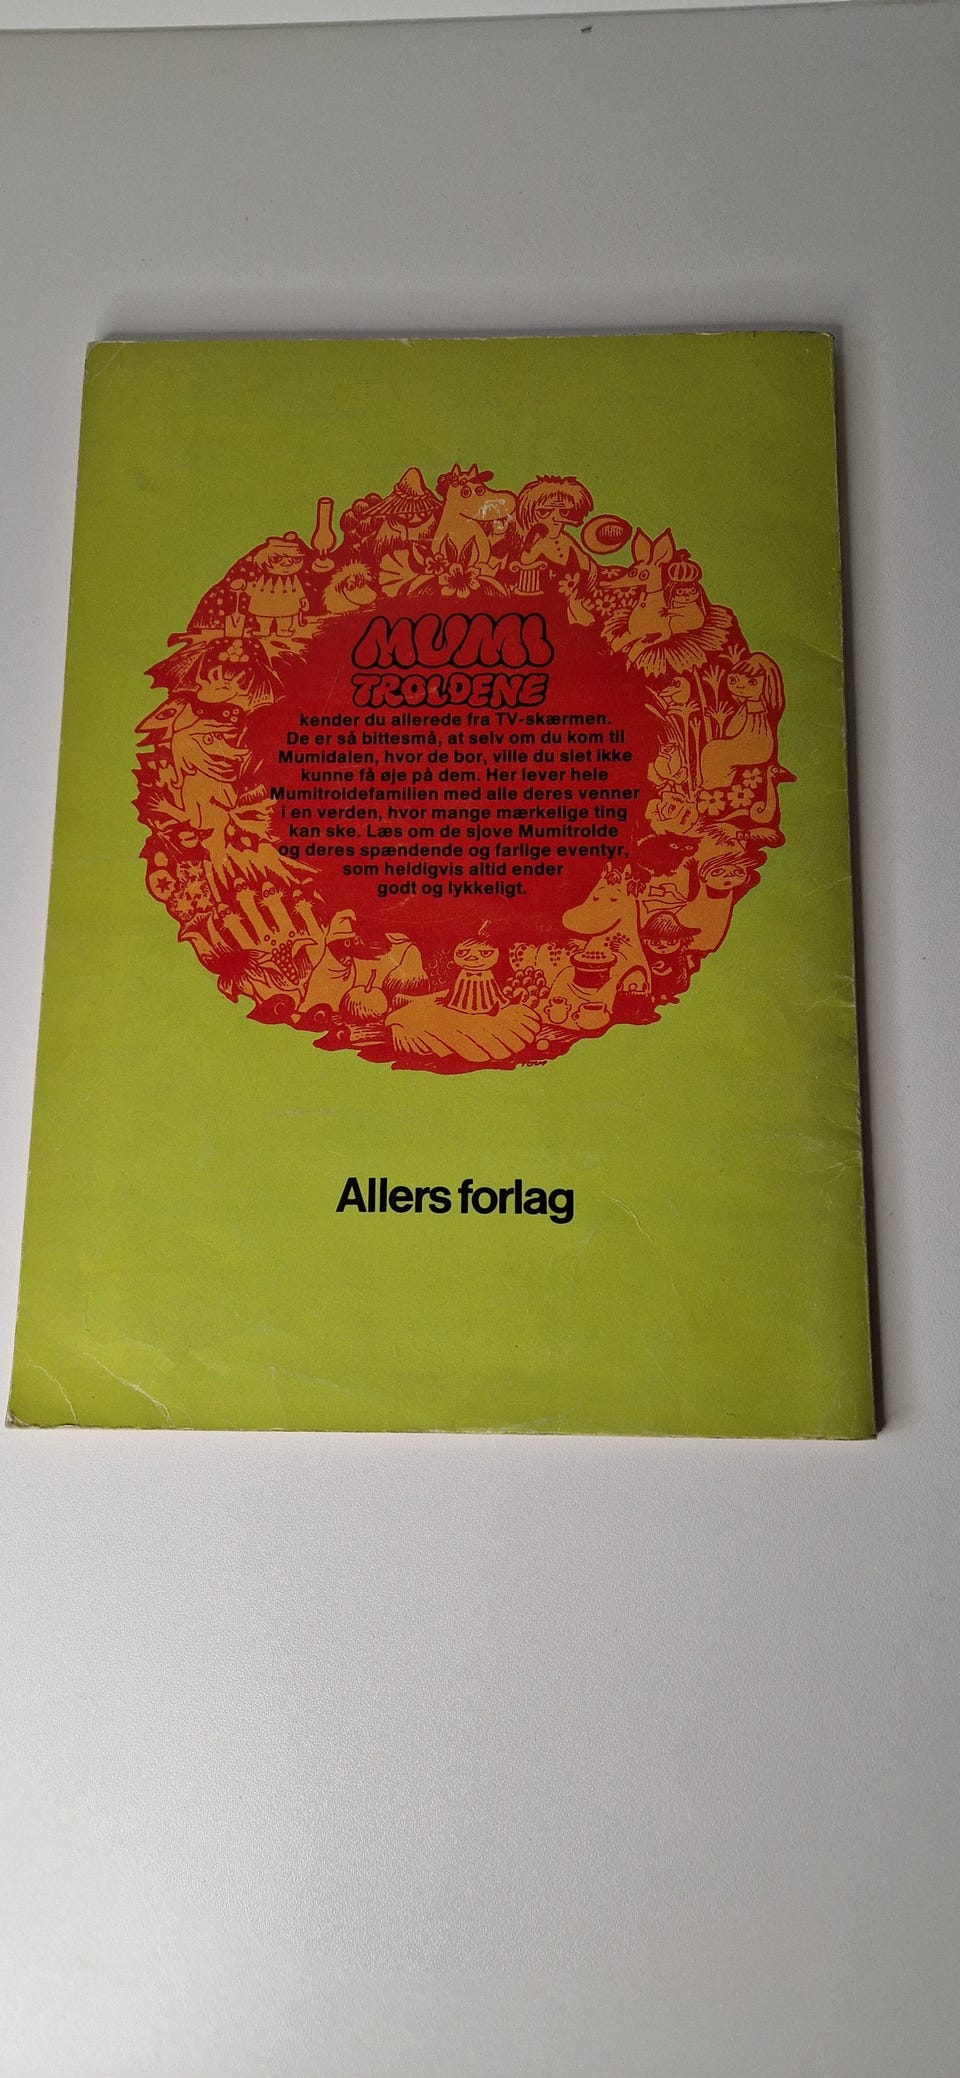 MUMI
TROLDENE
kender du allerede fra TV-skærmen.
De er så bittesmå, at selv om du kom til
Mumidalen, hvor de bor, ville du slet ikke
kunne få øje på dem. Her lever hele
Mumitroldefamilien med alle deres venner
i en verden, hvor mange mærkelige ting
kan ske. Læs om de sjove Mumitrolde
og deres spændende og farlige eventyr,
som heldigvis altid ender
godt og lykkeligt.
Allers forlag